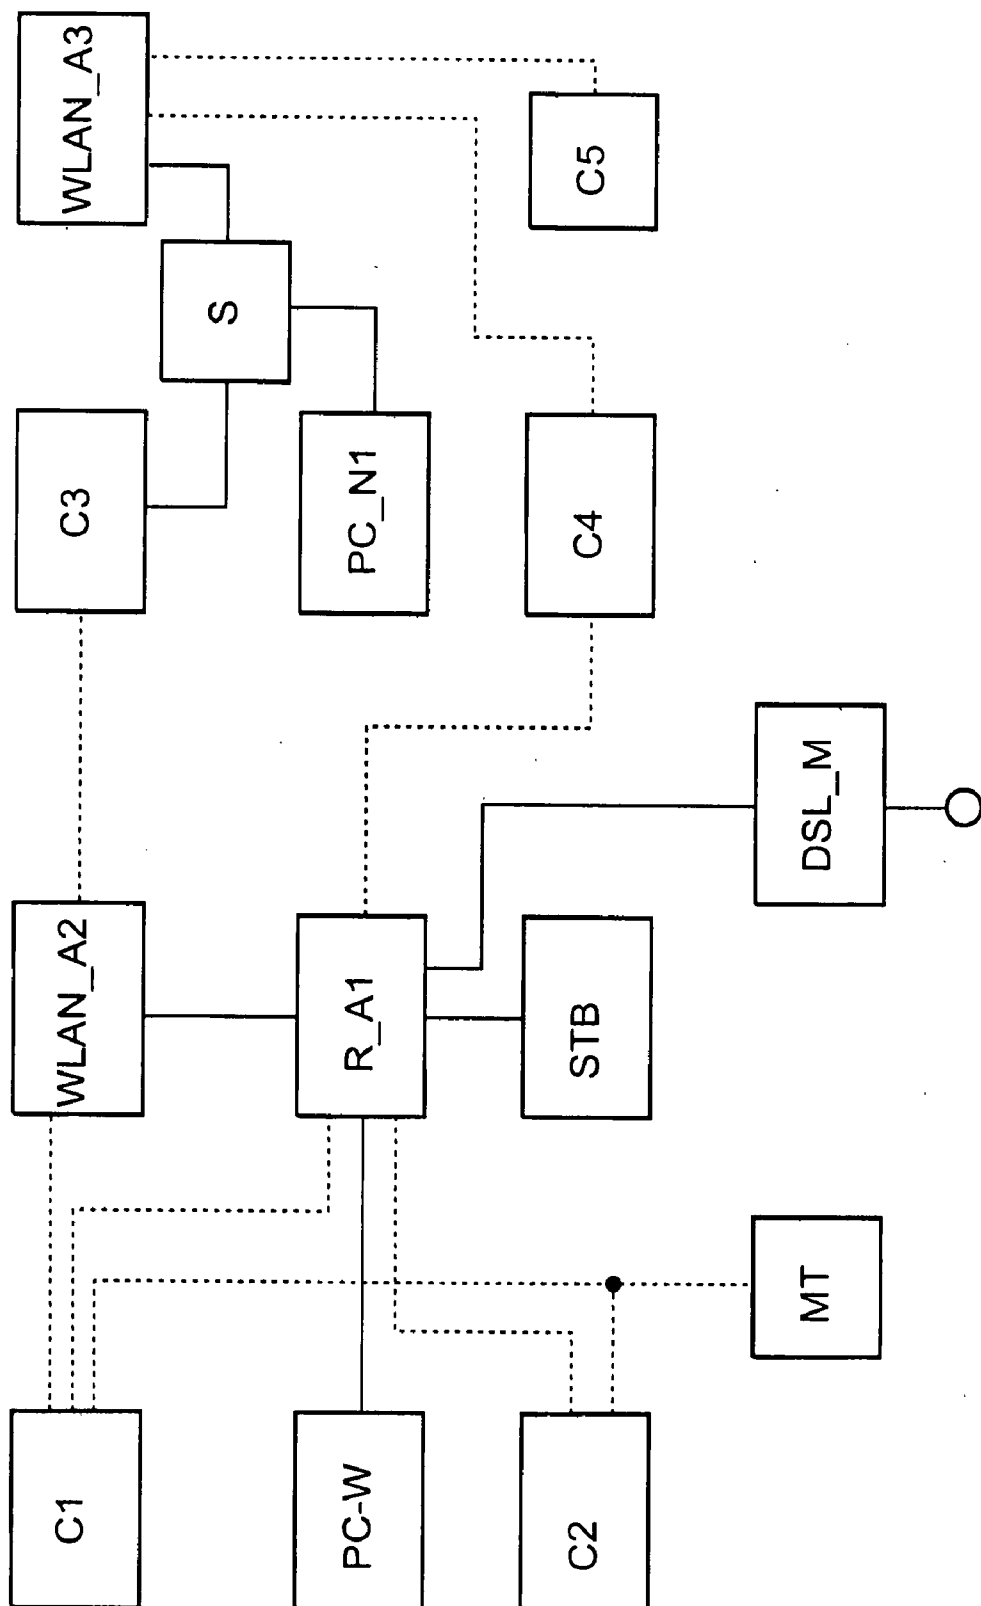 C1
WLAN_A2
C3
WLAN_A3
S
PC-W
R_A1
PC_N1
C2
STB
C4
C5
MT
DSL_M